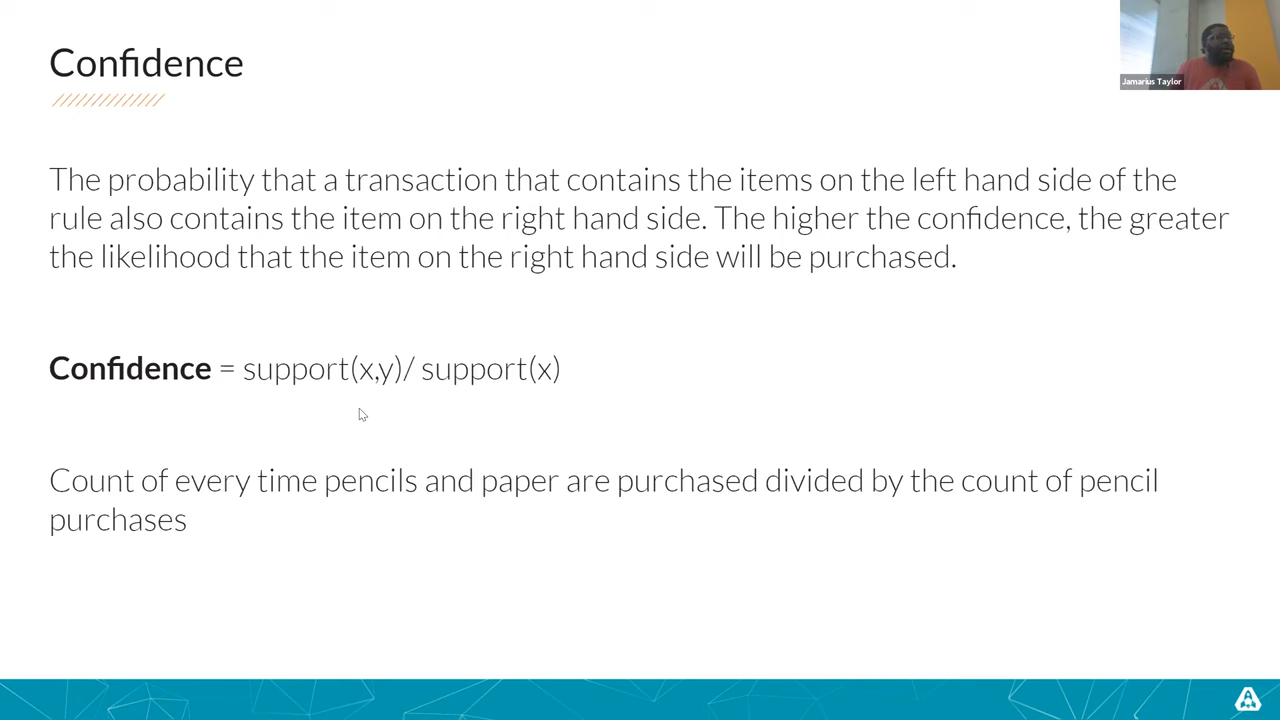 Confidence
Jamarius Taylor
The probability that a transaction that contains the items on the left hand side of the
rule also contains the item on the right hand side. The higher the confidence, the greater
the likelihood that the item on the right hand side will be purchased.
Confidence = support(x,y)/ support(x)
Count of every time pencils and paper are purchased divided by the count of pencil
purchases